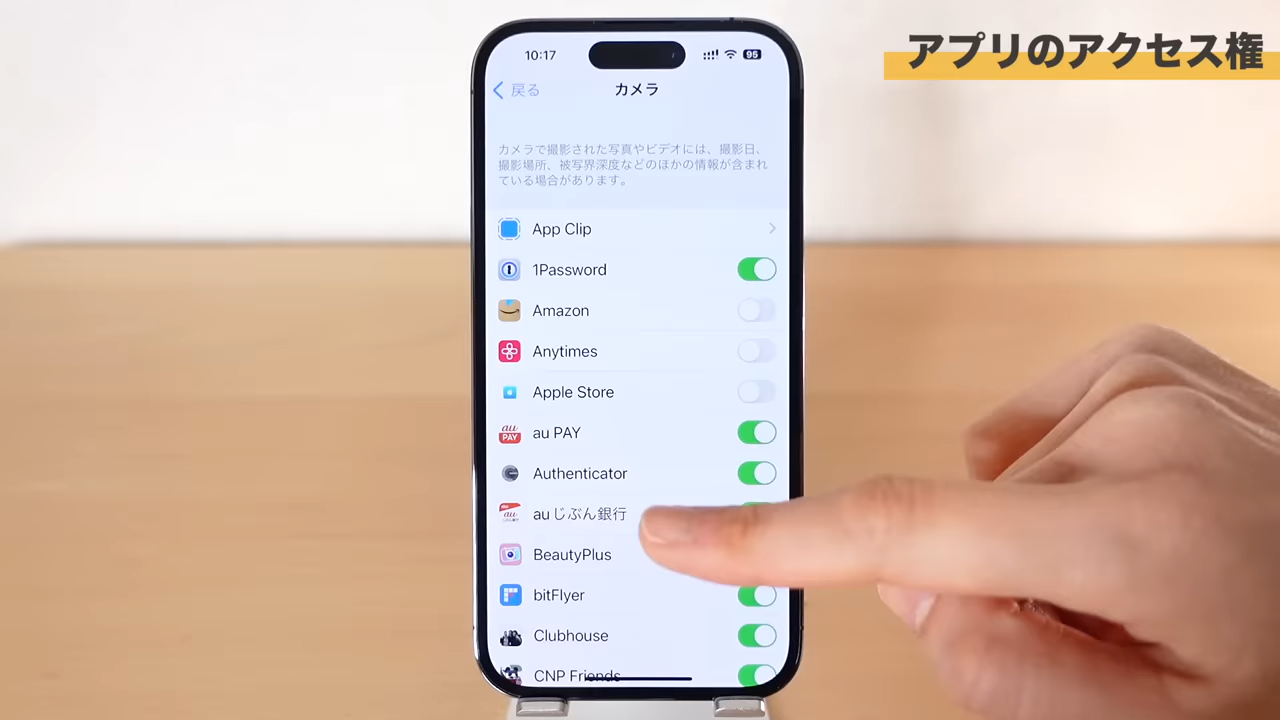 アプリのアクセス権
10:17
95
戻る
カメラ
カメラで撮影された写真やビデオには、撮影日、
撮影場所、被写界深度などのほかの情報が含まれ
ている場合があります。
App Clip
1Password
Amazon
Anytimes
Apple Store
au PAY
au PAY
Authenticator
au
au じぶん銀行
BeautyPlus
bitFlyer
Clubhouse
CNP Friends